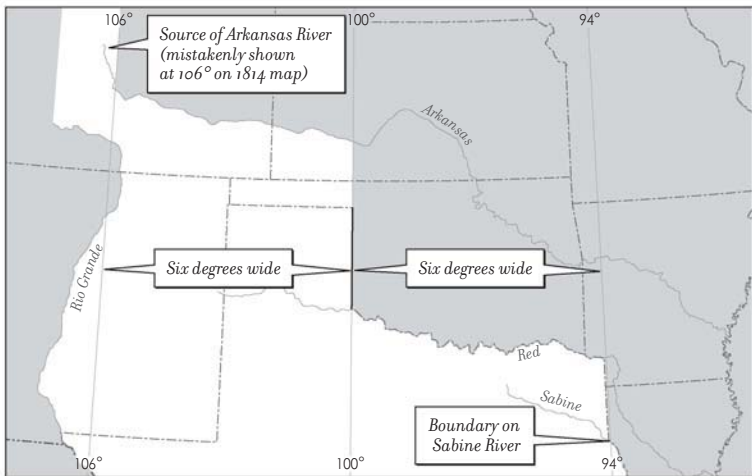 106°
100°
94°
Source of Arkansas River
(mistakenly shown
at 106° on 1814 map)
Arkansas
Rio Grande
Six degrees wide
Six degrees wide
Red
Sabine
Boundary on
Sabine River
106°
100°
94°